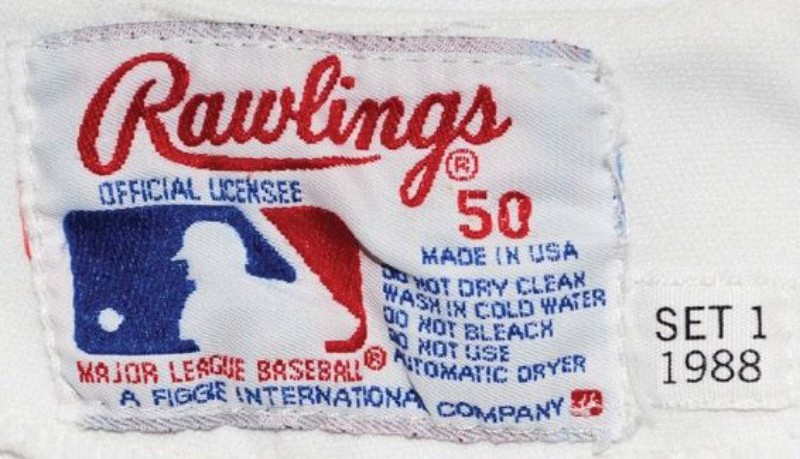 Rawlings®
OFFICIAL LICENSEE
50
MADE IN USA
DO NOT DRY CLEAN
WASH IN COLD WATER
DO NOT BLEACH
DO NOT USE
AUTOMATIC DRYER
MAJOR LEAGUE BASEBALL®
A FIGGIE INTERNATIONAL COMPANY
SET 1
1988